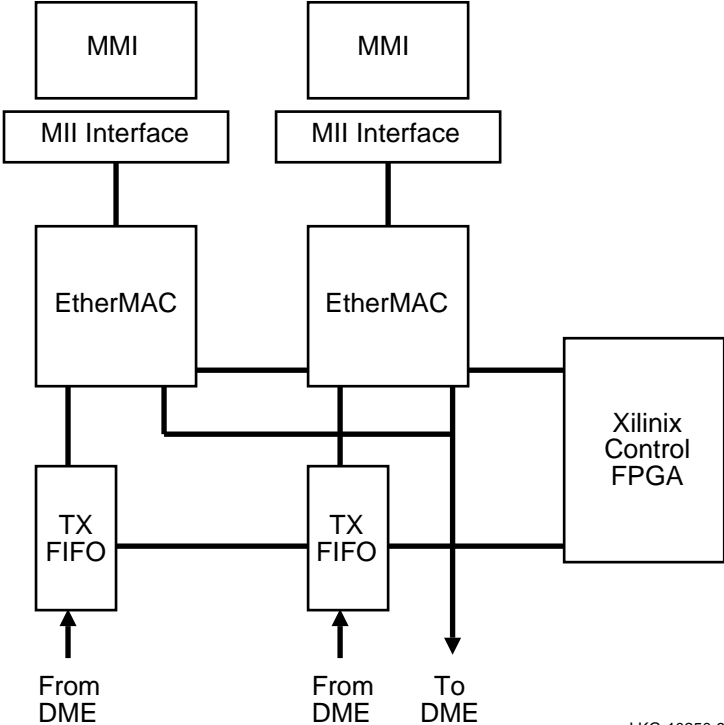 MMI
MMI
MII Interface
MII Interface
EtherMAC
EtherMAC
Xilinix
Control
FPGA
TX
FIFO
TX
FIFO
From
DME
From
DME
To
DME